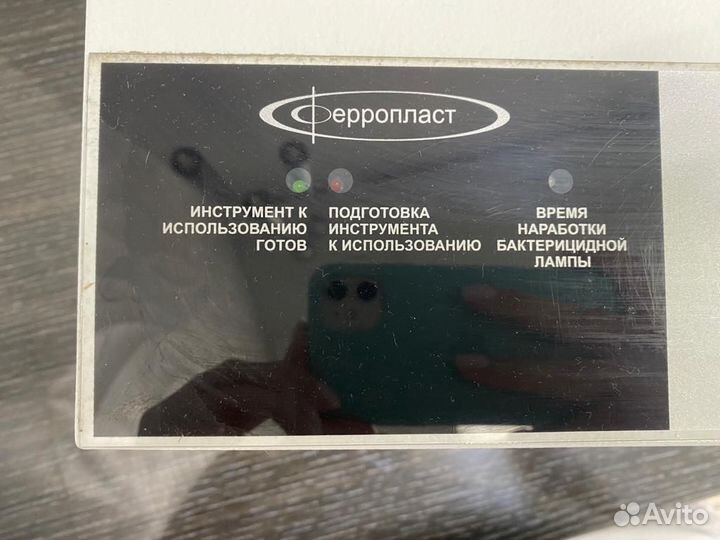 ферропласт
ИНСТРУМЕНТ К
ИСПОЛЬЗОВАНИЮ
ГОТОВ
ПОДГОТОВКА
ИНСТРУМЕНТА
К ИСПОЛЬЗОВАНИЮ
ВРЕМЯ
НАРАБОТКИ
БАКТЕРИЦИДНОЙ
ЛАМПЫ
Avito